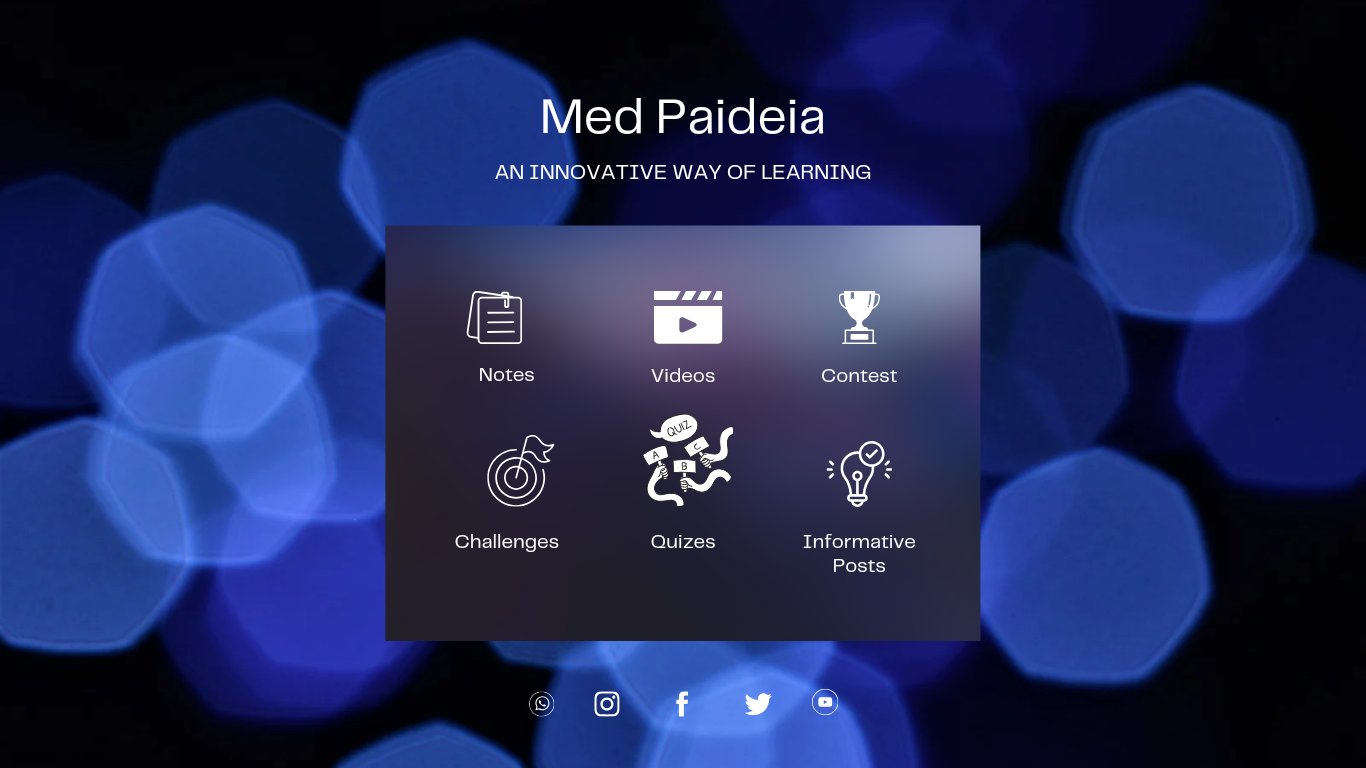 Med Paideia
AN INNOVATIVE WAY OF LEARNING
Notes
Videos
Contest
QUIZ
A
B
C
Challenges
Quizes
Informative
Posts